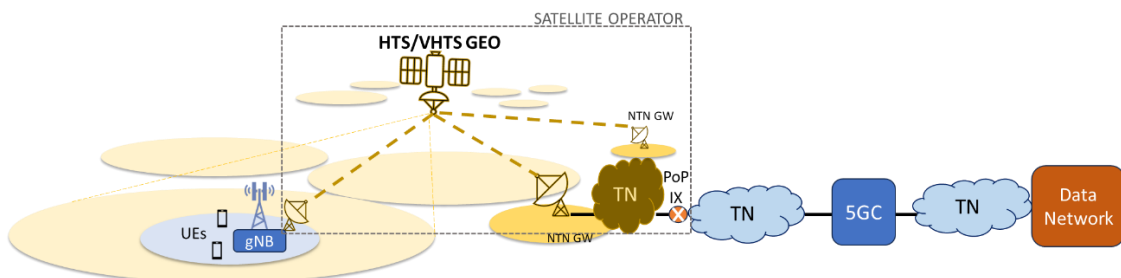 SATELLITE OPERATOR
HTS/VHTS GEO
NTN GW
PoP
IX
TN
TN
5GC
TN
Data
Network
UEs
gNB
NTN GW